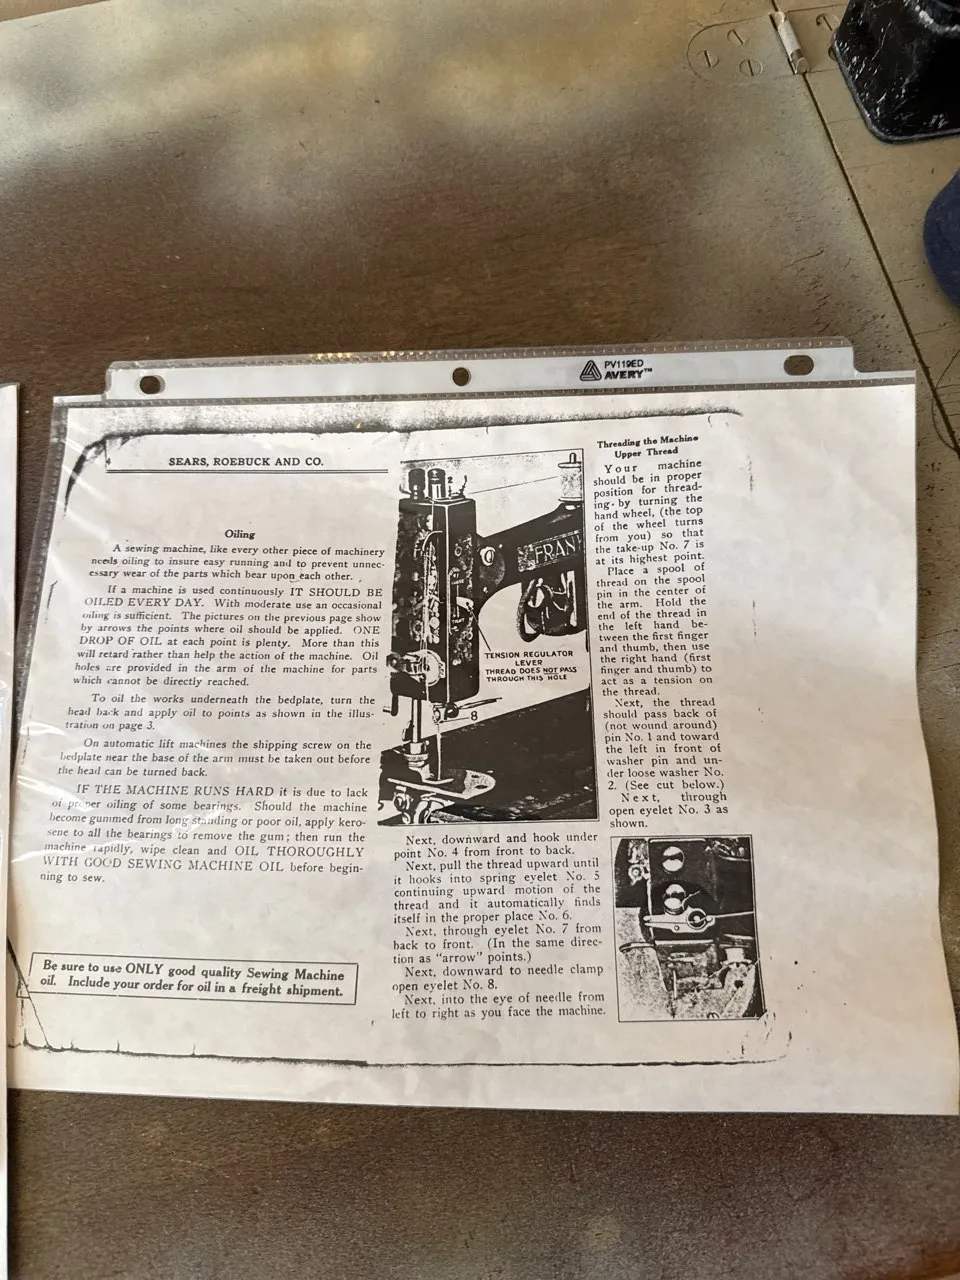 PV119ED
AVERY™
SEARS, ROEBUCK AND CO.
Oiling
A sewing machine, like every other piece of machinery
needs oiling to insure easy running and to prevent unnec-
essary wear of the parts which bear upon each other.
If a machine is used continuously IT SHOULD BE
OILED EVERY DAY. With moderate use an occasional
oiling is sufficient. The pictures on the previous page show
by arrows the points where oil should be applied. ONE
DROP OF OIL at each point is plenty. More than this
will retard rather than help the action of the machine. Oil
holes are provided in the arm of the machine for parts
which cannot be directly reached.
To oil the works underneath the bedplate, turn the
head back and apply oil to points as shown in the illus-
tration on page 3.
On automatic lift machines the shipping screw on the
bedplate near the base of the arm must be taken out before
the head can be turned back.
IF THE MACHINE RUNS HARD it is due to lack
of proper oiling of some bearings. Should the machine
become gummed from long standing or poor oil, apply kero-
sene to all the bearings to remove the gum; then run the
machine rapidly, wipe clean and OIL THOROUGHLY
WITH GOOD SEWING MACHINE OIL before begin-
ning to sew.
Be sure to use ONLY good quality Sewing Machine
oil. Include your order for oil in a freight shipment.
2
FRAN
TENSION REGULATOR
LEVER
THREAD DOES NOT PASS
THROUGH THIS HOLE
8
Next, downward and hook under
point No. 4 from front to back.
Next, pull the thread upward until
it hooks into spring eyelet No. 5
continuing upward motion of the
thread and it automatically finds
itself in the proper place No. 6.
Next, through eyelet No. 7 from
back to front. (In the same direc-
tion as "arrow" points.)
Next, downward to needle clamp
open eyelet No. 8.
Next, into the eye of needle from
left to right as you face the machine.
Threading the Machine
Upper Thread
Your machine
should be in proper
position for thread-
ing by turning the
hand wheel, (the top
of the wheel turns
from you) so that
the take-up No. 7 is
at its highest point.
Place a spool of
thread on the spool
pin in the center of
the arm. Hold the
end of the thread in
the left hand be-
tween the first finger
and thumb, then use
the right hand (first
finger and thumb) to
act as a tension on
the thread.
Next, the thread
should pass back of
(not wound around)
pin No. 1 and toward
the left in front of
washer pin and un-
der loose washer No.
2. (See cut below.)
Next, through
open eyelet No. 3 as
shown.